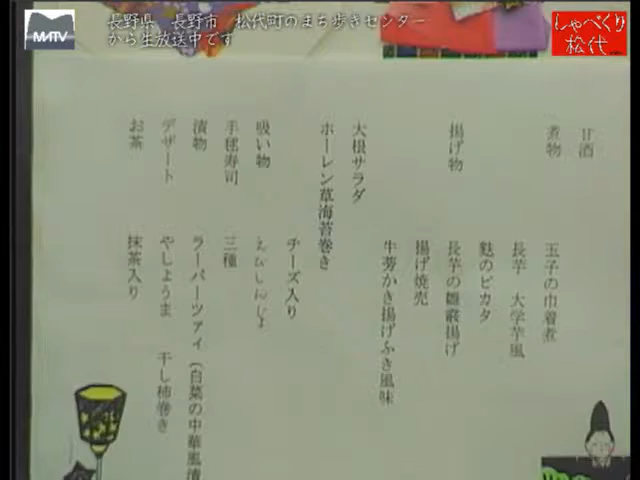 MATV
長野県　長野市　松代町のまち歩きセンター
から生放送中です
しゃべくり
松代
甘酒
煮物　玉子の巾着煮
長芋　大学芋風
麩のピカタ
揚げ物　長芋の雛霰揚げ
揚げ焼売
牛蒡かき揚げふき風味
大根サラダ
ホーレン草海苔巻き
チーズ入り
吸い物　えびしんじょ
手毬寿司　三種
漬物　ラーパーツァイ（白菜の中華風漬
デザート　やしょうま　干し柿巻き
お茶　抹茶入り